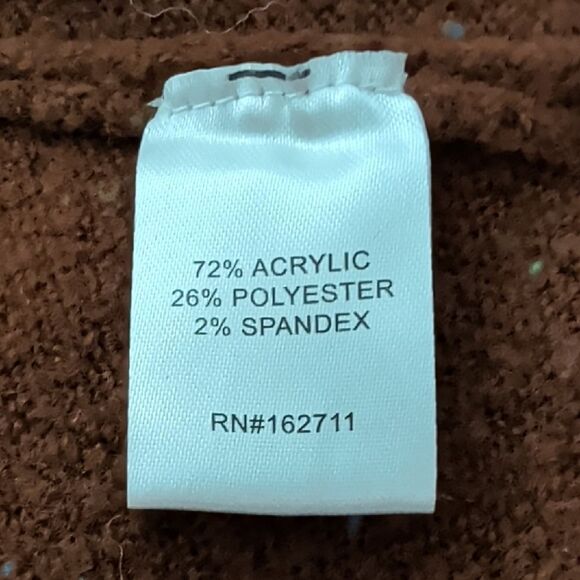 72% ACRYLIC
26% POLYESTER
2% SPANDEX
RN#162711